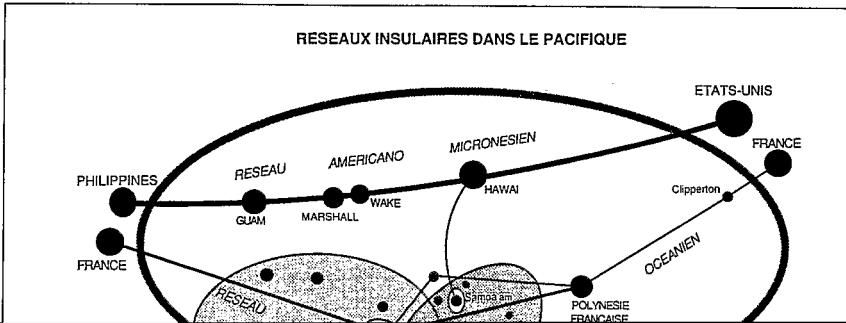 RESEAUX INSULAIRES DANS LE PACIFIQUE
ETATS-UNIS
FRANCE
MICRONESIEN
AMERICANO
RESEAU
PHILIPPINES
HAWAI
Clipperton
WAKE
MARSHALL
GUAM
FRANCE
OCEANIEN
RESEAU
Samoa am
POLYNESIE
FRANCAISE